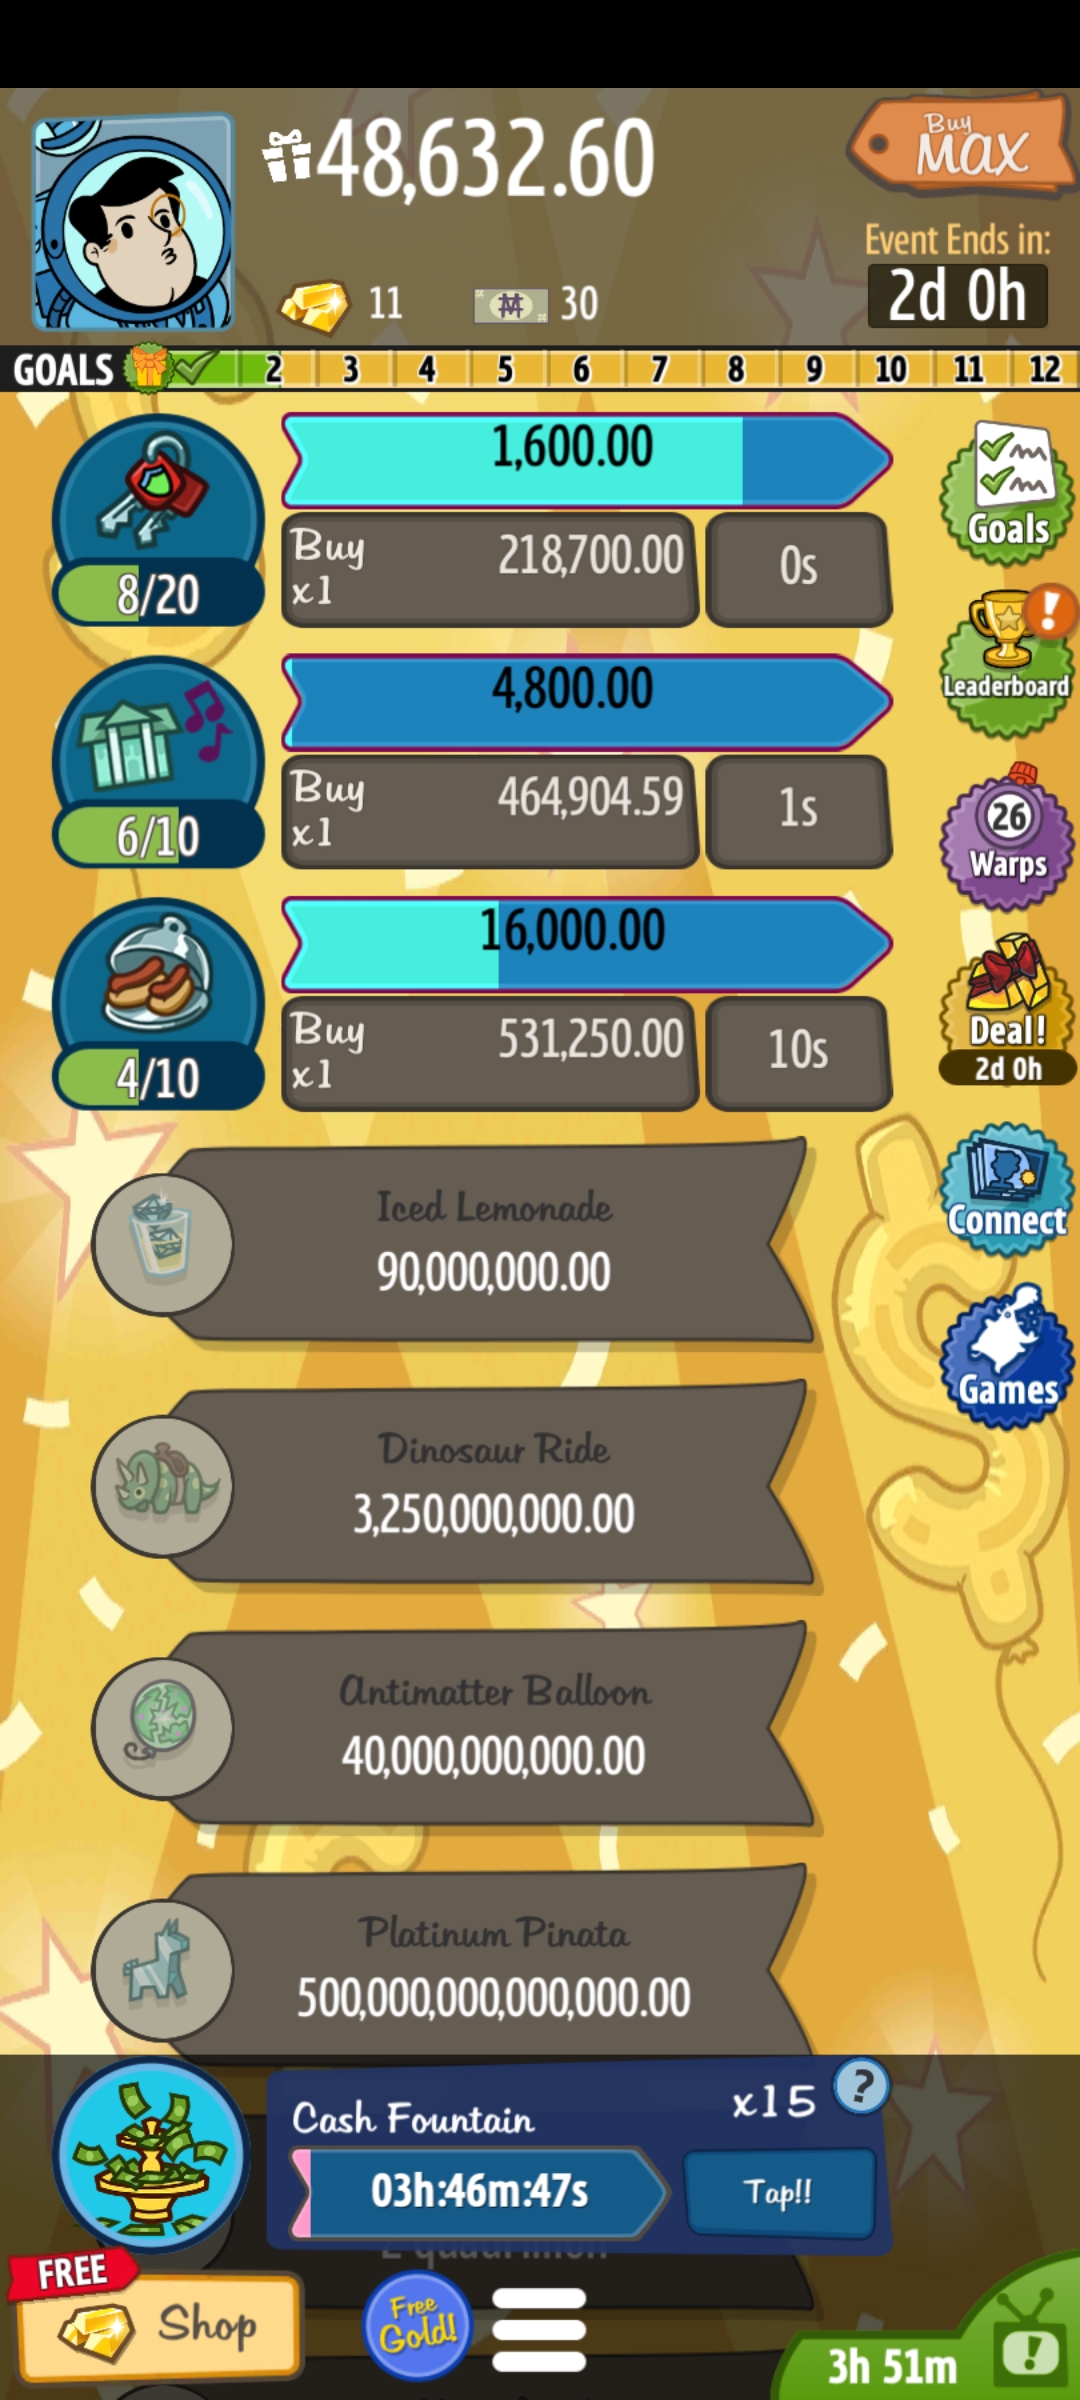 48,632.60
Buy
MAX
11
30
Event Ends in:
2d 0h
GOALS 2 3 4 5 6 7 8 9 10 11 12
1,600.00
8/20
Buy
x1
218,700.00
0s
Goals
4,800.00
6/10
Buy
x1
464,904.59
1s
!
Leaderboard
26
Warps
16,000.00
4/10
Buy
x1
531,250.00
10s
Deal!
2d 0h
Iced Lemonade
90,000,000.00
Connect
Dinosaur Ride
3,250,000,000.00
Games
Antimatter Balloon
40,000,000,000.00
Platinum Pinata
500,000,000,000,000.00
Cash Fountain
x15
?
03h:46m:47s
Tap!!
FREE
Shop
Free
Gold!
3h 51m
!